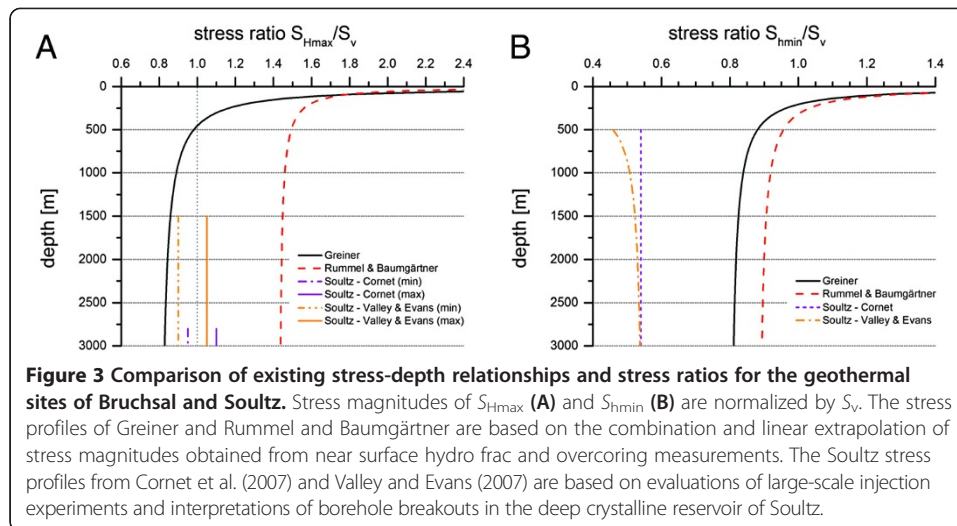 A
stress ratio S_Hmax/S_v
0.6 0.8 1.0 1.2 1.4 1.6 1.8 2.0 2.2 2.4
0
500
1000
1500
2000
2500
3000
depth [m]
Greiner
Rummel & Baumgärtner
Soultz - Cornet (min)
Soultz - Cornet (max)
Soultz - Valley & Evans (min)
Soultz - Valley & Evans (max)
B
stress ratio S_hmin/S_v
0.4 0.6 0.8 1.0 1.2 1.4
0
500
1000
1500
2000
2500
3000
depth [m]
Greiner
Rummel & Baumgärtner
Soultz - Cornet
Soultz - Valley & Evans
Figure 3 Comparison of existing stress-depth relationships and stress ratios for the geothermal
sites of Bruchsal and Soultz. Stress magnitudes of S_Hmax (A) and S_hmin (B) are normalized by S_v. The stress
profiles of Greiner and Rummel and Baumgärtner are based on the combination and linear extrapolation of
stress magnitudes obtained from near surface hydro frac and overcoring measurements. The Soultz stress
profiles from Cornet et al. (2007) and Valley and Evans (2007) are based on evaluations of large-scale injection
experiments and interpretations of borehole breakouts in the deep crystalline reservoir of Soultz.